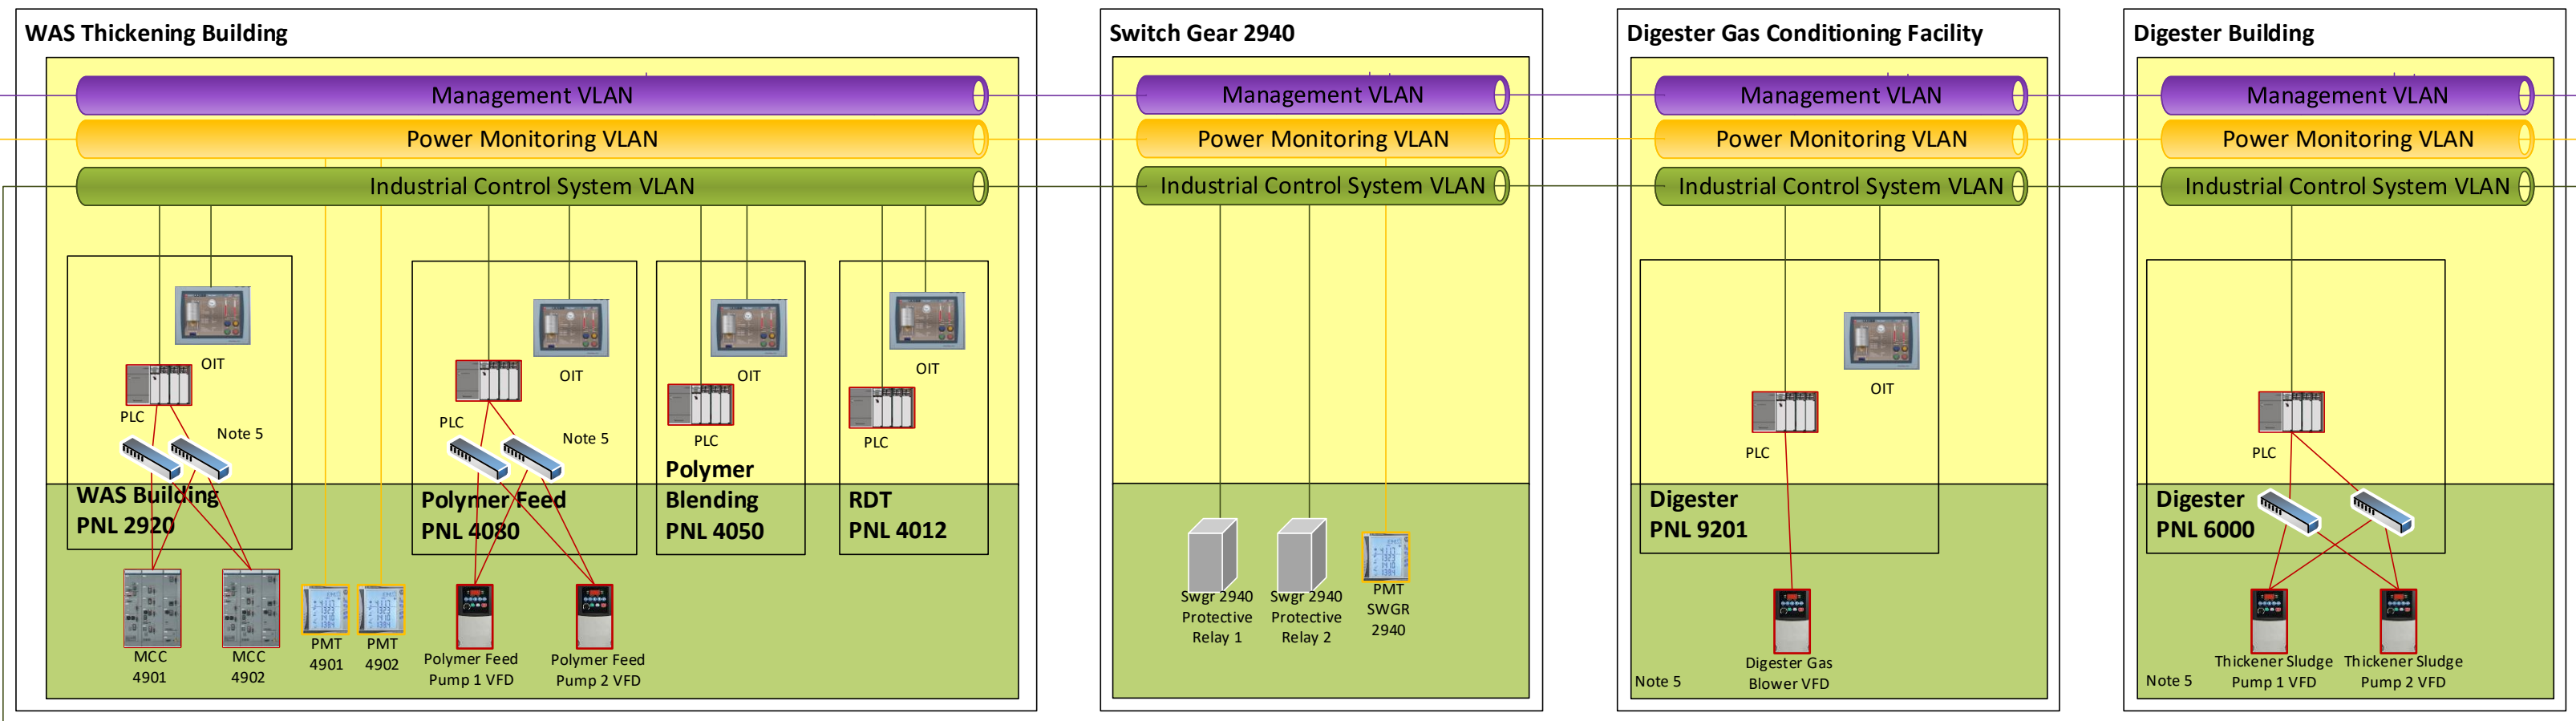 WAS Thickening Building
Management VLAN
Power Monitoring VLAN
Industrial Control System VLAN
OIT
PLC
Note 5
WAS Building
PNL 2920
OIT
PLC
Note 5
Polymer Feed
PNL 4080
OIT
PLC
Polymer
Blending
PNL 4050
OIT
PLC
RDT
PNL 4012
MCC
4901
MCC
4902
PMT
4901
PMT
4902
Polymer Feed
Pump 1 VFD
Polymer Feed
Pump 2 VFD
Switch Gear 2940
Management VLAN
Power Monitoring VLAN
Industrial Control System VLAN
Swgr 2940
Protective
Relay 1
Swgr 2940
Protective
Relay 2
PMT
SWGR
2940
Digester Gas Conditioning Facility
Management VLAN
Power Monitoring VLAN
Industrial Control System VLAN
OIT
PLC
Digester
PNL 9201
Digester Gas
Blower VFD
Note 5
Digester Building
Management VLAN
Power Monitoring VLAN
Industrial Control System VLAN
PLC
Digester
PNL 6000
Thickener Sludge
Pump 1 VFD
Thickener Sludge
Pump 2 VFD
Note 5